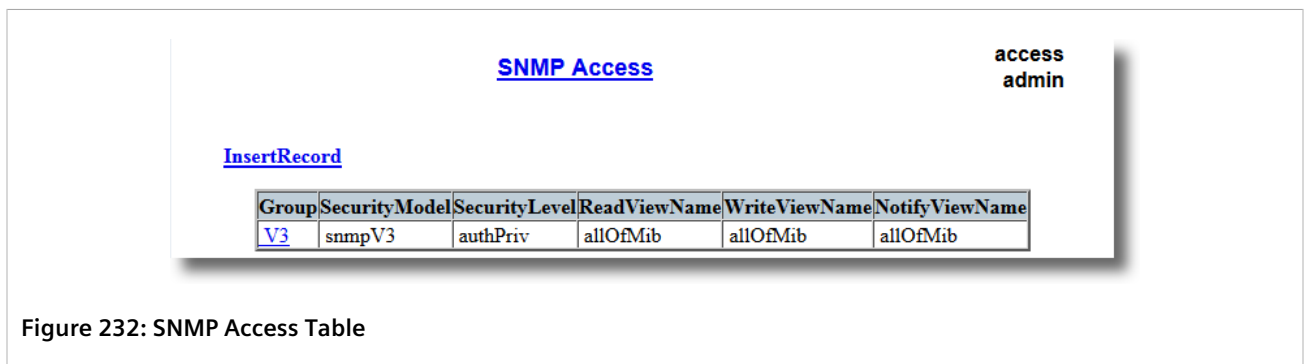 SNMP Access
access
admin
InsertRecord
Group SecurityModel SecurityLevel ReadViewName WriteViewName NotifyViewName
V3 snmpV3 authPriv allOfMib allOfMib allOfMib
Figure 232: SNMP Access Table